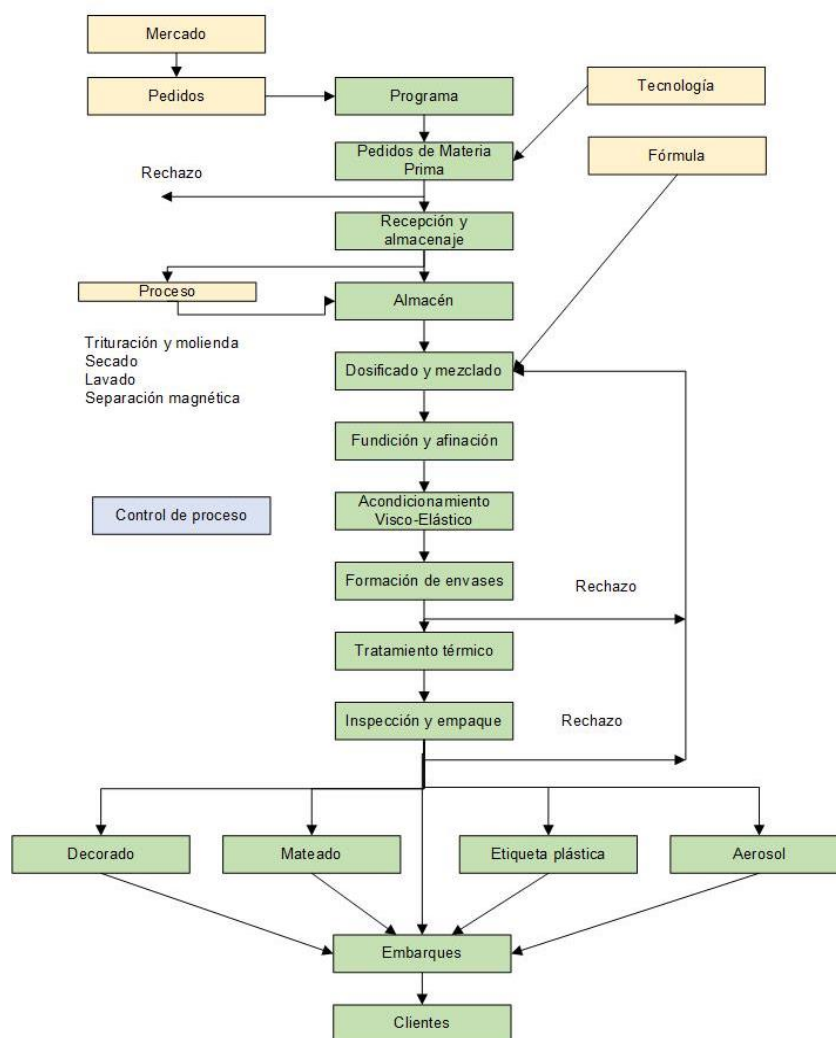 Mercado
Pedidos
Programa
Tecnología
Pedidos de Materia
Prima
Fórmula
Rechazo
Recepción y
almacenaje
Proceso
Almacén
Trituración y molienda
Secado
Lavado
Separación magnética
Dosificado y mezclado
Fundición y afinación
Acondicionamiento
Visco-Elástico
Control de proceso
Formación de envases
Rechazo
Tratamiento térmico
Inspección y empaque
Rechazo
Decorado
Mateado
Etiqueta plástica
Aerosol
Embarques
Clientes